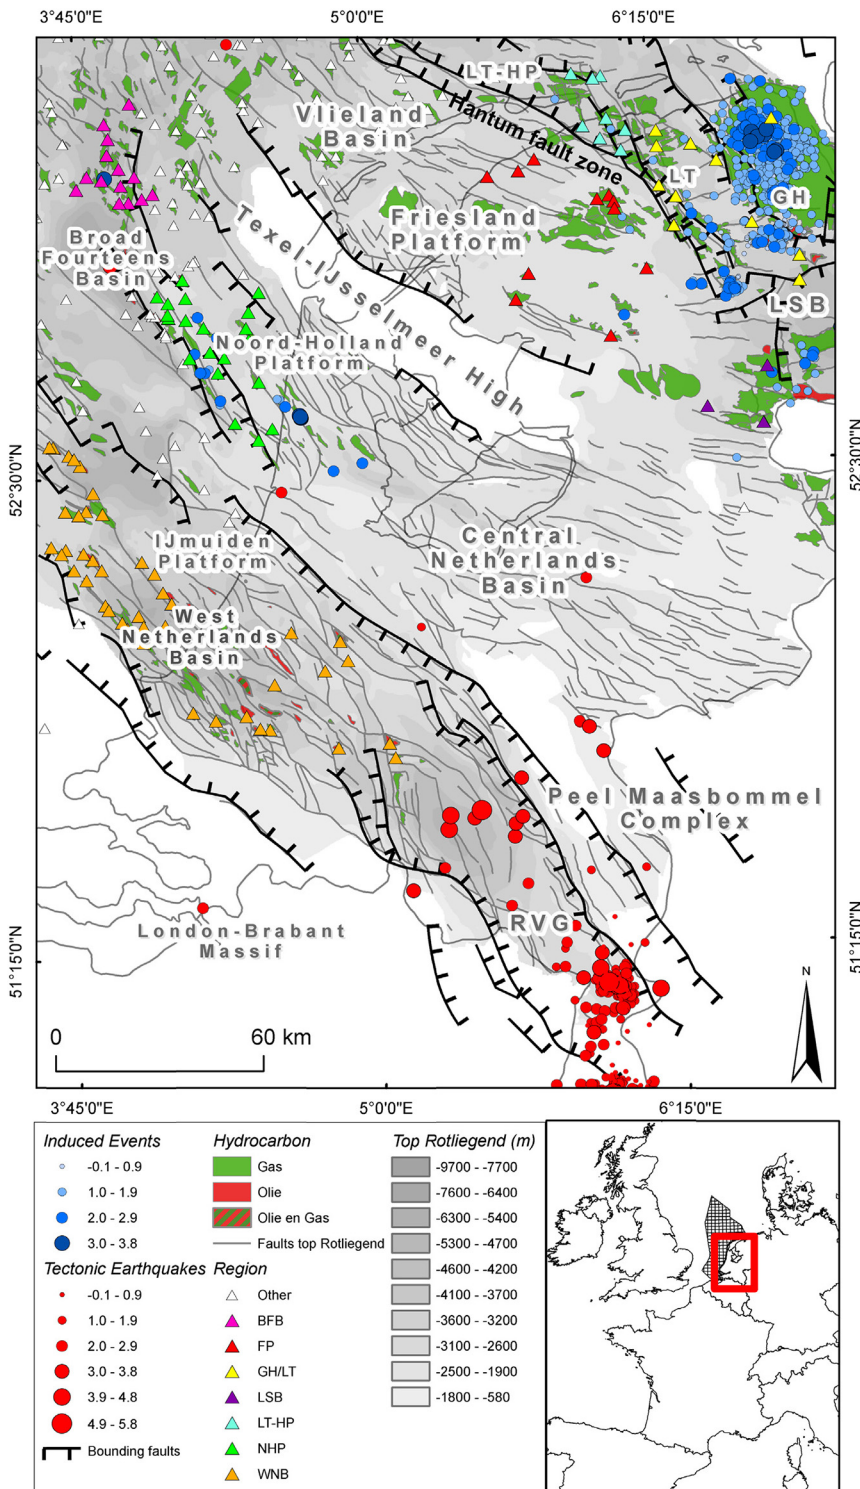 3°45'0"E
5°0'0"E
6°15'0"E
LT-HP
Hantum fault zone
Vlieland
Basin
LT
GH
Friesland
Platform
Broad
Fourteens
Basin
Texel-IJsselmeer High
LSB
Noord-Holland
Platform
52°30'0"N
52°30'0"N
IJmuiden
Platform
Central
Netherlands
Basin
West
Netherlands
Basin
Peel Maasbommel
Complex
RVG
London-Brabant
Massif
51°15'0"N
51°15'0"N
N
0
60 km
3°45'0"E
5°0'0"E
6°15'0"E
Induced Events
-0.1 - 0.9
1.0 - 1.9
2.0 - 2.9
3.0 - 3.8
Tectonic Earthquakes
-0.1 - 0.9
1.0 - 1.9
2.0 - 2.9
3.0 - 3.8
3.9 - 4.8
4.9 - 5.8
Bounding faults
Hydrocarbon
Gas
Olie
Olie en Gas
Faults top Rotliegend
Region
Other
BFB
FP
GH/LT
LSB
LT-HP
NHP
WNB
Top Rotliegend (m)
-9700 - -7700
-7600 - -6400
-6300 - -5400
-5300 - -4700
-4600 - -4200
-4100 - -3700
-3600 - -3200
-3100 - -2600
-2500 - -1900
-1800 - -580